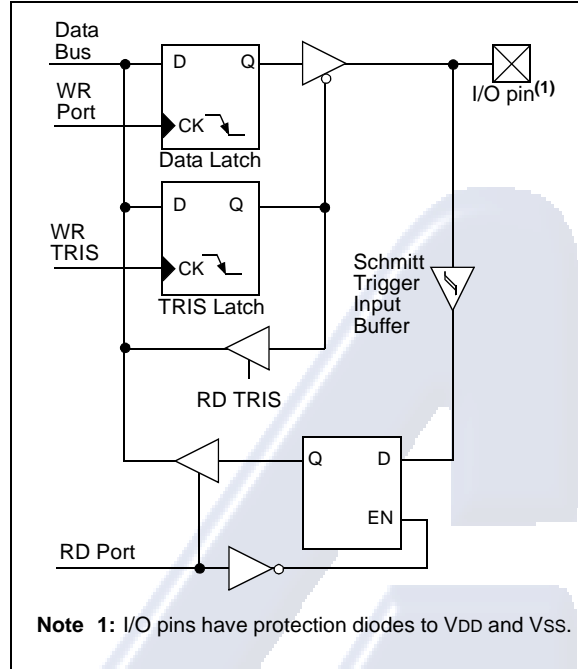 Data
Bus
D
Q
I/O pin(1)
WR
Port
CK
Data Latch
D
Q
WR
TRIS
CK
TRIS Latch
Schmitt
Trigger
Input
Buffer
RD TRIS
Q
D
EN
RD Port
Note 1: I/O pins have protection diodes to VDD and VSS.